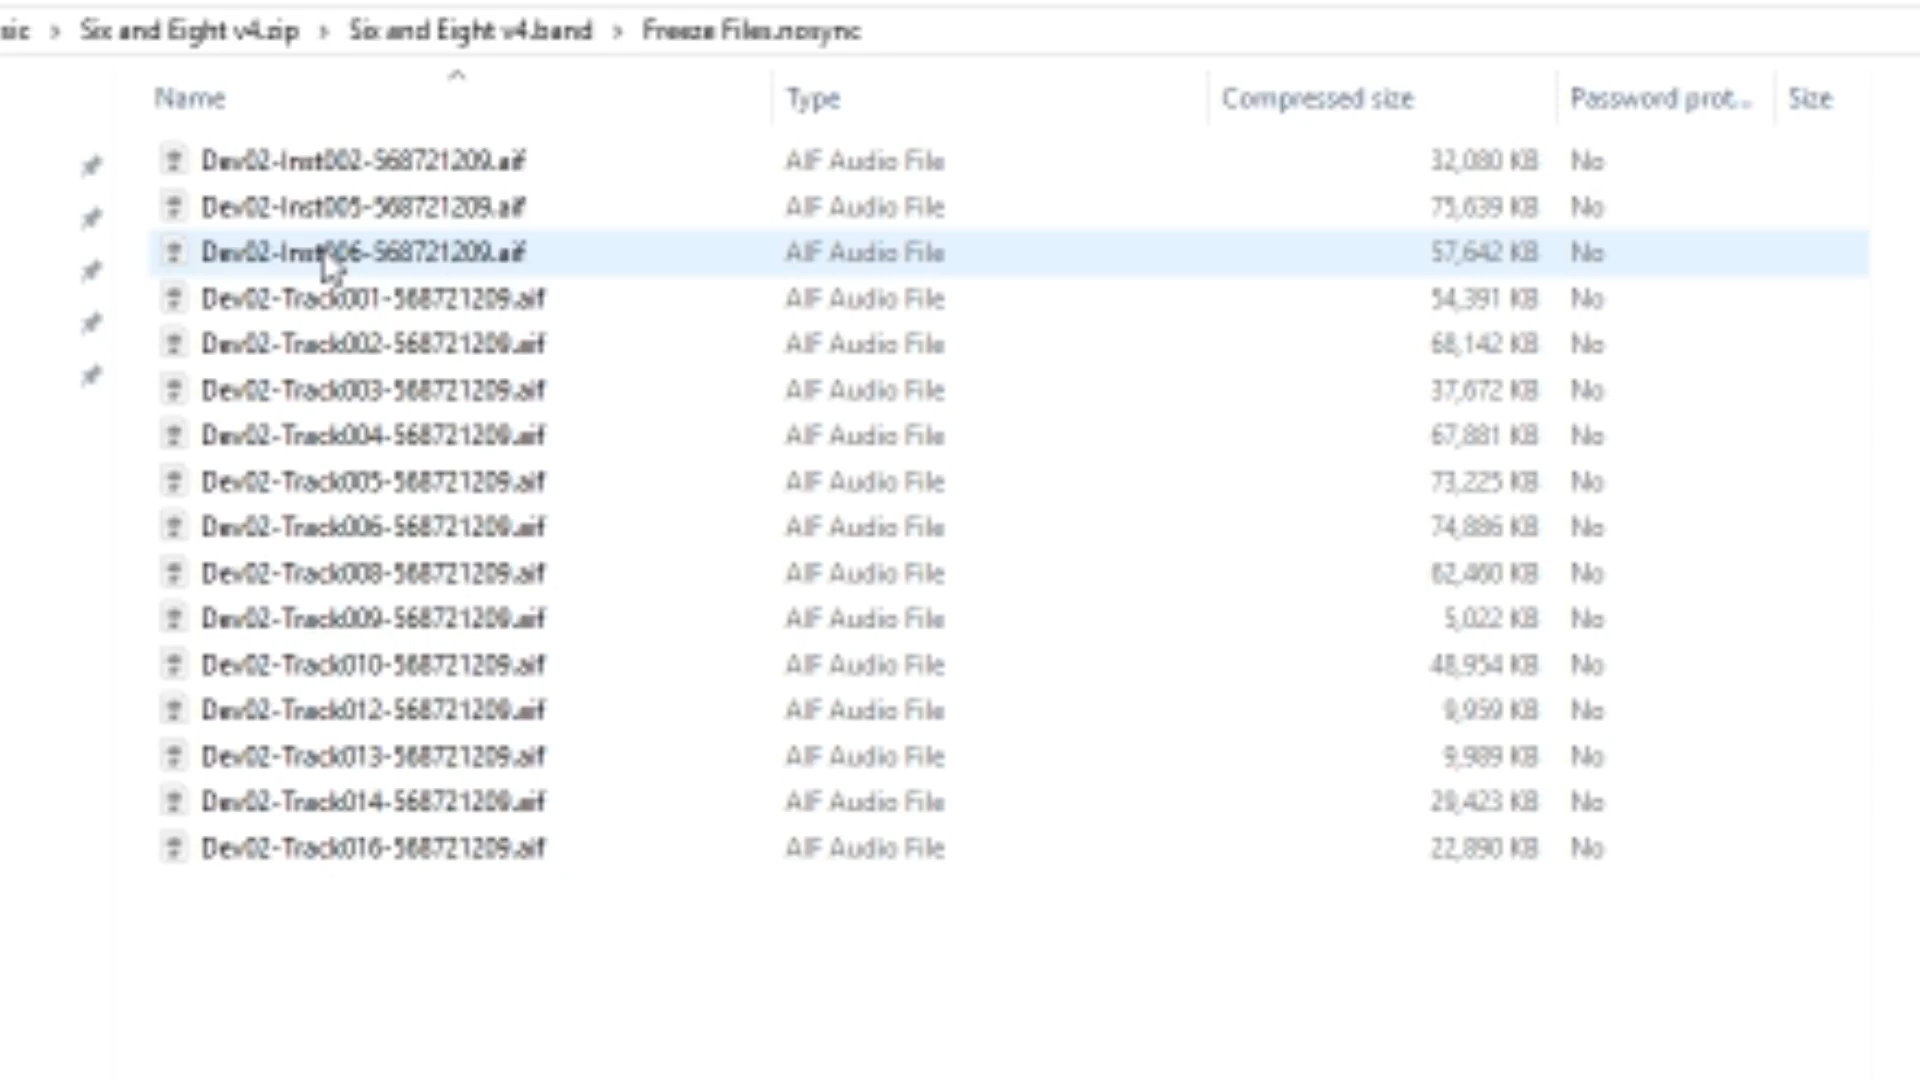 sic › Six and Eight v4.zip › Six and Eight v4.band › Freeze Files.nosync
Name Type Compressed size Password prot... Size
Dev02-Inst002-568721209.aif AIF Audio File 32,080 KB No
Dev02-Inst005-568721209.aif AIF Audio File 75,639 KB No
Dev02-Inst006-568721209.aif AIF Audio File 57,642 KB No
Dev02-Track001-568721209.aif AIF Audio File 54,391 KB No
Dev02-Track002-568721209.aif AIF Audio File 68,142 KB No
Dev02-Track003-568721209.aif AIF Audio File 37,672 KB No
Dev02-Track004-568721209.aif AIF Audio File 67,881 KB No
Dev02-Track005-568721209.aif AIF Audio File 73,225 KB No
Dev02-Track006-568721209.aif AIF Audio File 74,886 KB No
Dev02-Track008-568721209.aif AIF Audio File 62,460 KB No
Dev02-Track009-568721209.aif AIF Audio File 5,022 KB No
Dev02-Track010-568721209.aif AIF Audio File 48,954 KB No
Dev02-Track012-568721209.aif AIF Audio File 9,959 KB No
Dev02-Track013-568721209.aif AIF Audio File 9,989 KB No
Dev02-Track014-568721209.aif AIF Audio File 29,423 KB No
Dev02-Track016-568721209.aif AIF Audio File 22,890 KB No